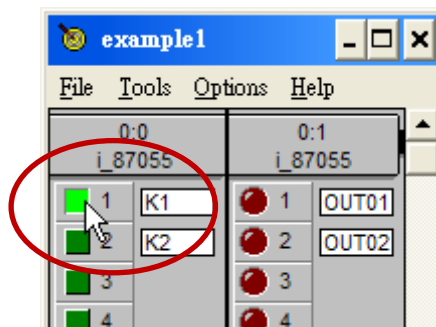 example1
File Tools Options Help
0:0 0:1
i_87055 i_87055
1 K1 1 OUT01
2 K2 2 OUT02
3 3
4 4